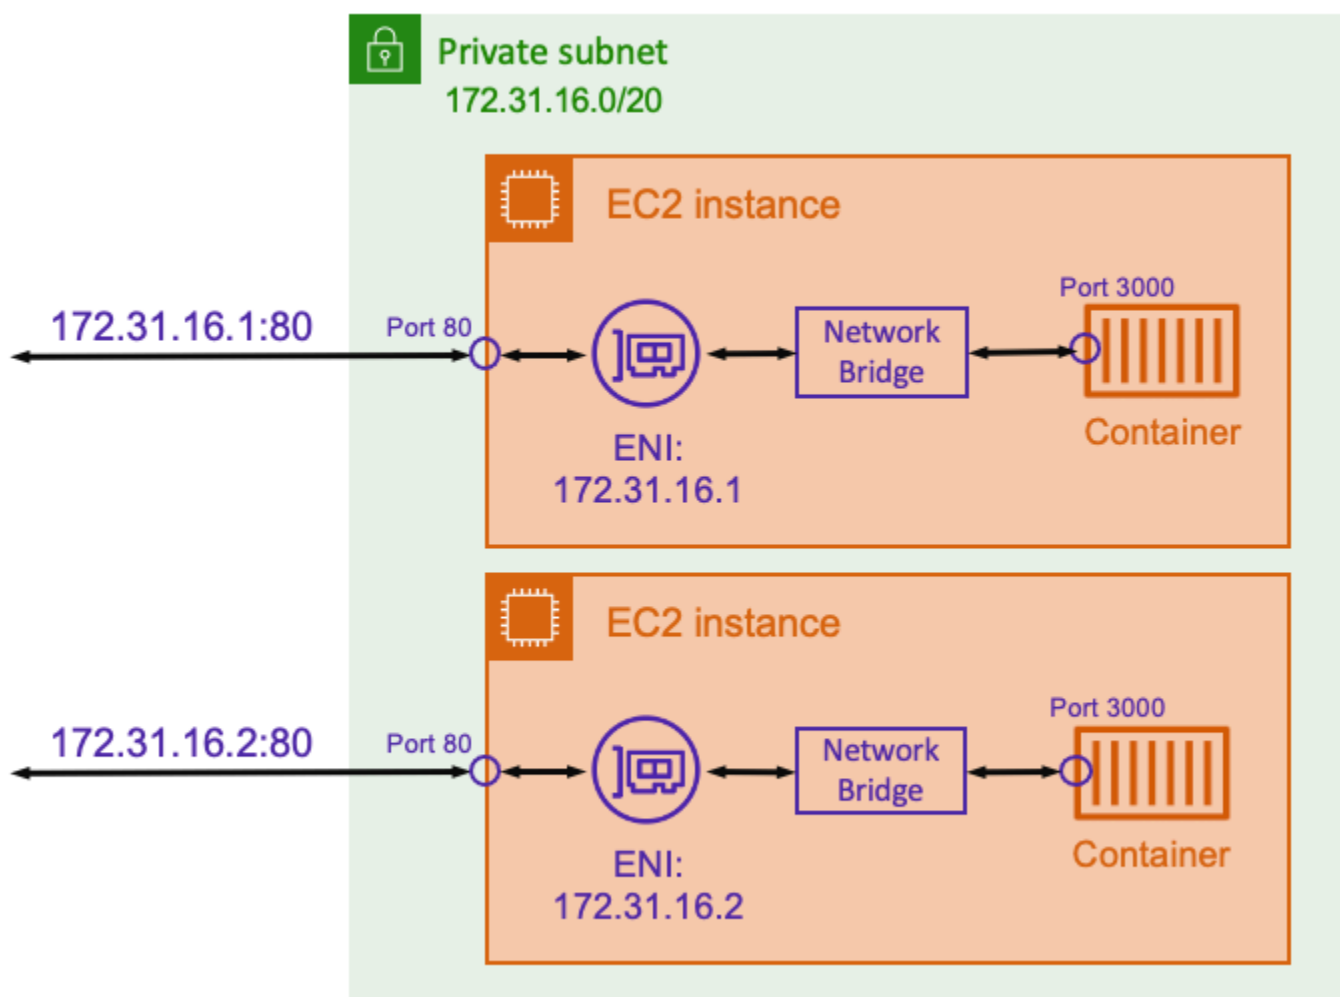 Private subnet
172.31.16.0/20
EC2 instance
172.31.16.1:80
Port 80
Network
Bridge
Port 3000
ENI:
172.31.16.1
Container
EC2 instance
172.31.16.2:80
Port 80
Network
Bridge
Port 3000
ENI:
172.31.16.2
Container